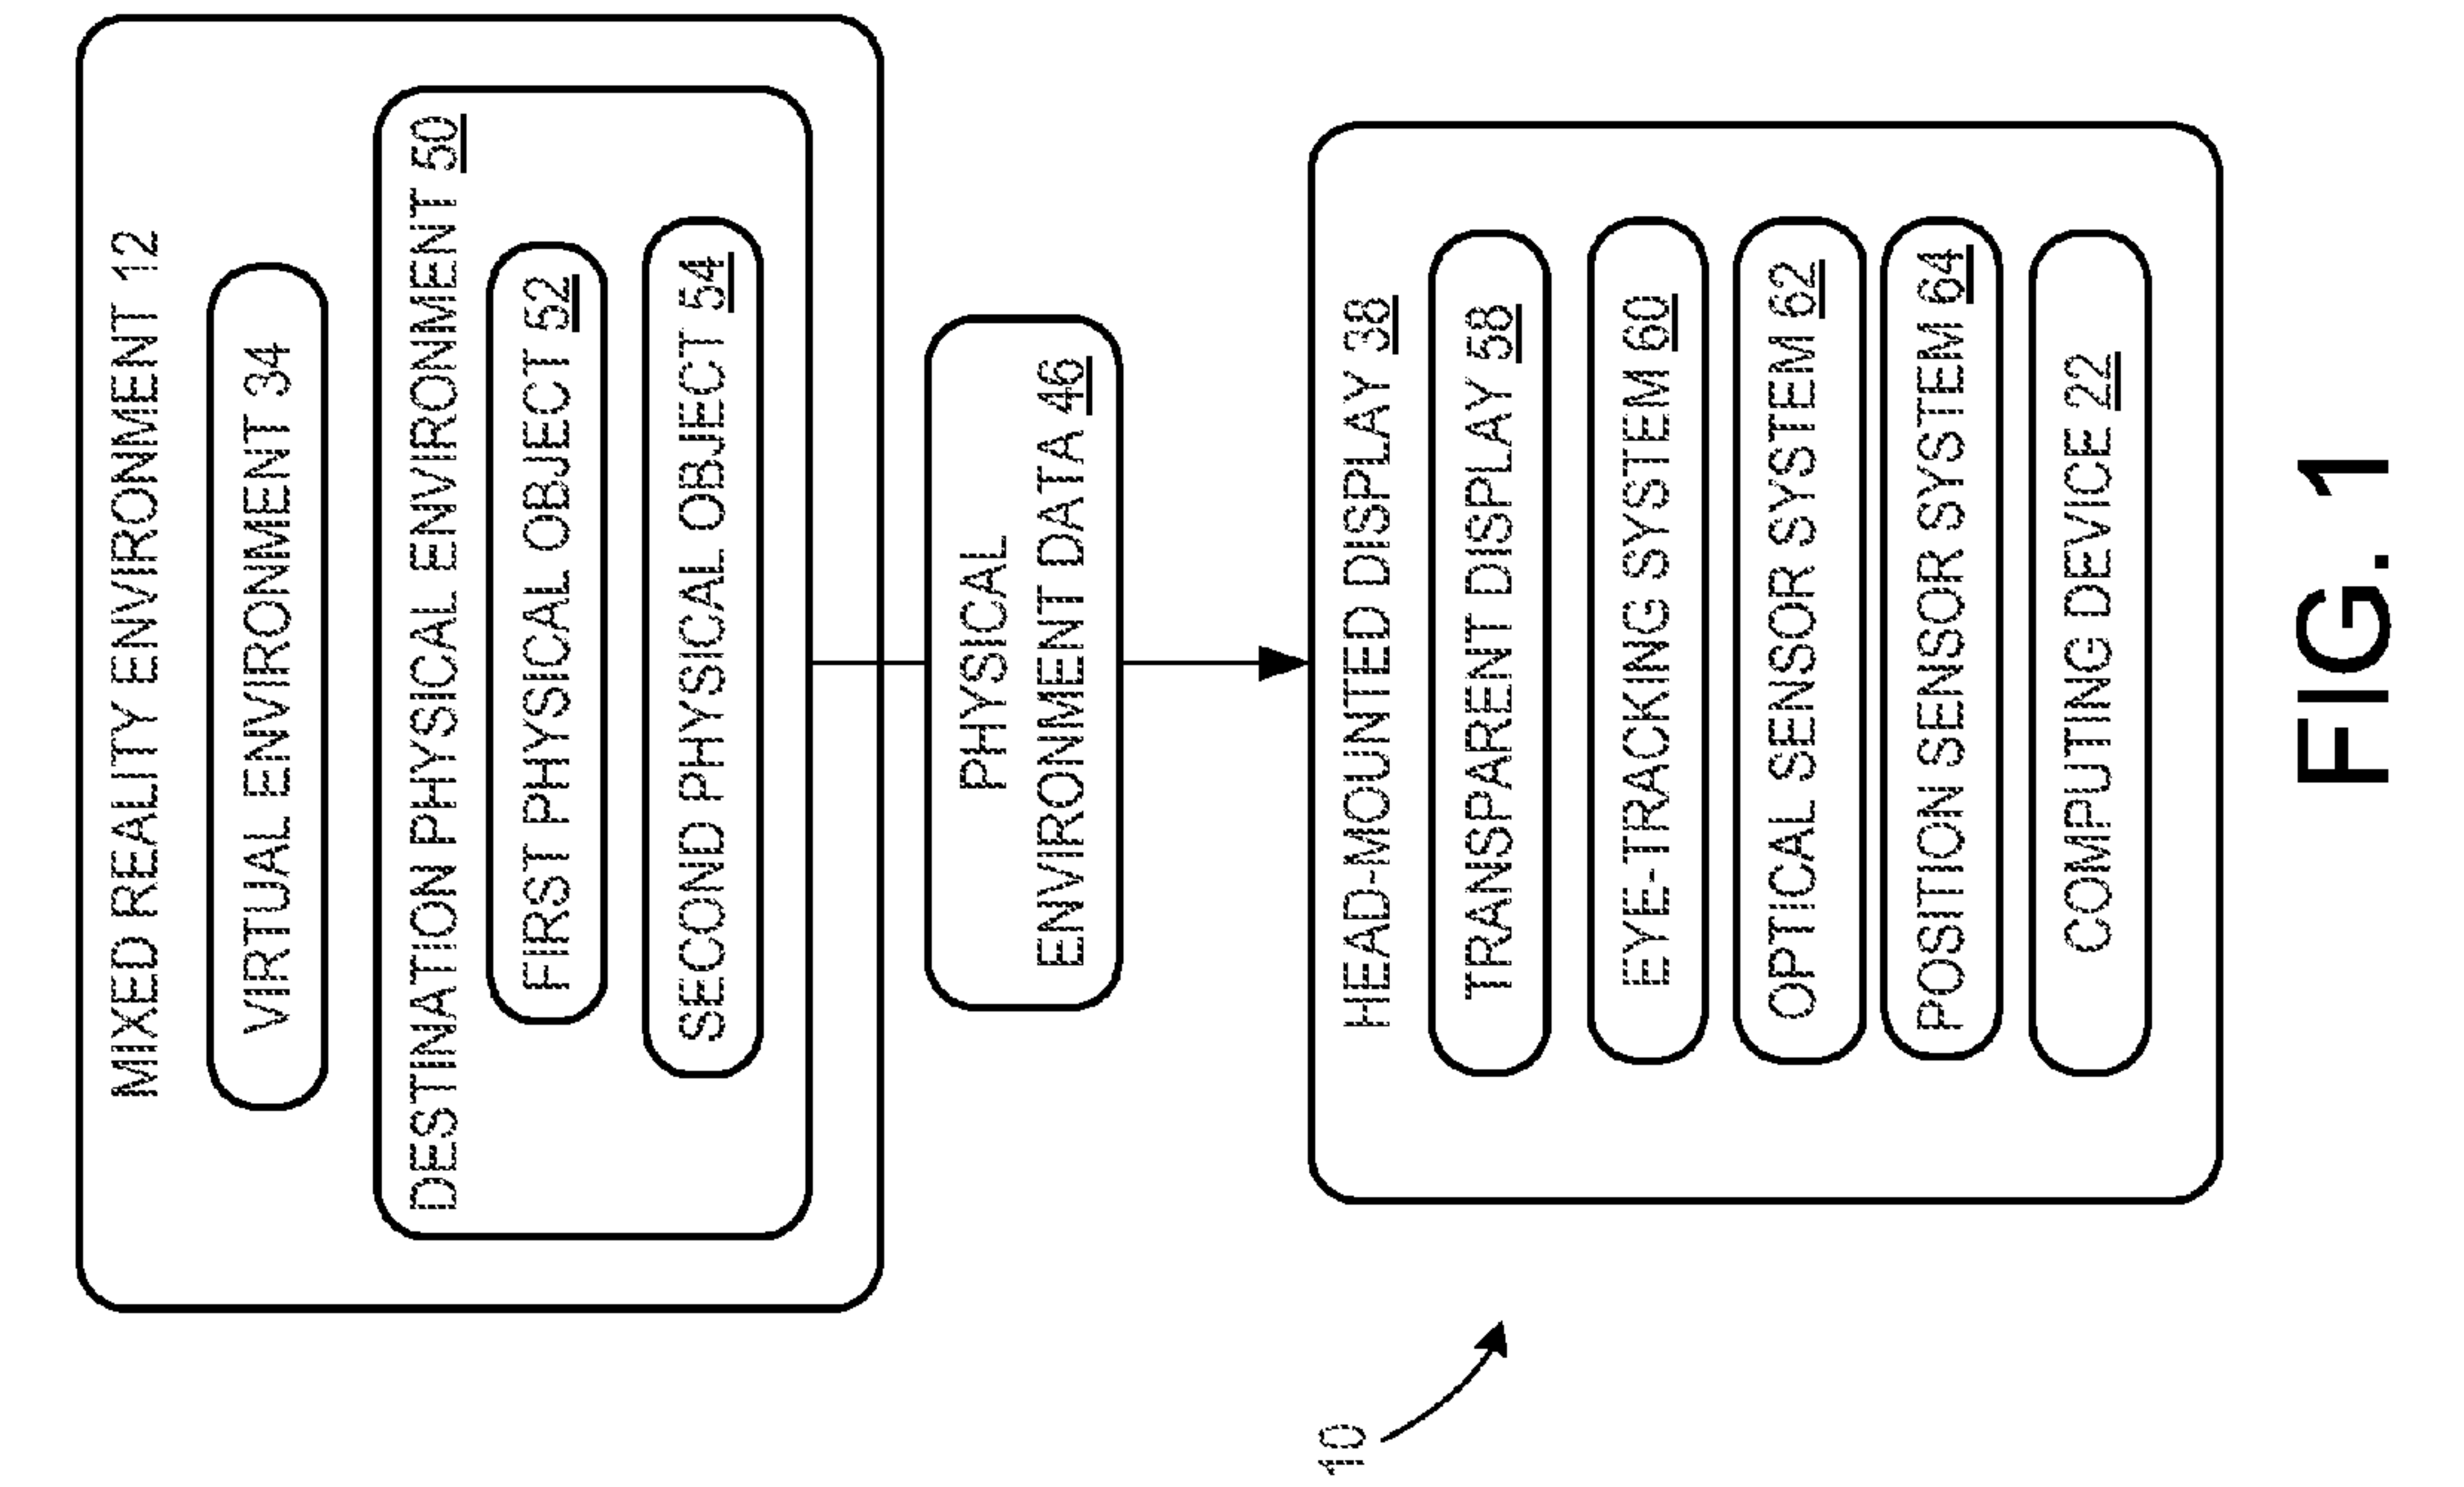 MIXED REALITY ENVIRONMENT 12
VIRTUAL ENVIRONMENT 34
DESTINATION PHYSICAL ENVIRONMENT 50
FIRST PHYSICAL OBJECT 52
SECOND PHYSICAL OBJECT 54
PHYSICAL
ENVIRONMENT DATA 46
10
HEAD-MOUNTED DISPLAY 38
TRANSPARENT DISPLAY 58
EYE-TRACKING SYSTEM 60
OPTICAL SENSOR SYSTEM 62
POSITION SENSOR SYSTEM 64
COMPUTING DEVICE 22
FIG. 1